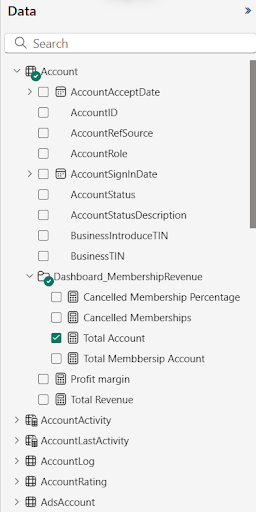 Data
Search
Account
AccountAcceptDate
AccountID
AccountRefSource
AccountRole
AccountSignInDate
AccountStatus
AccountStatusDescription
BusinessIntroduceTIN
BusinessTIN
Dashboard_MembershipRevenue
Cancelled Membership Percentage
Cancelled Memberships
Total Account
Total Membbersip Account
Profit margin
Total Revenue
AccountActivity
AccountLastActivity
AccountLog
AccountRating
AdsAccount